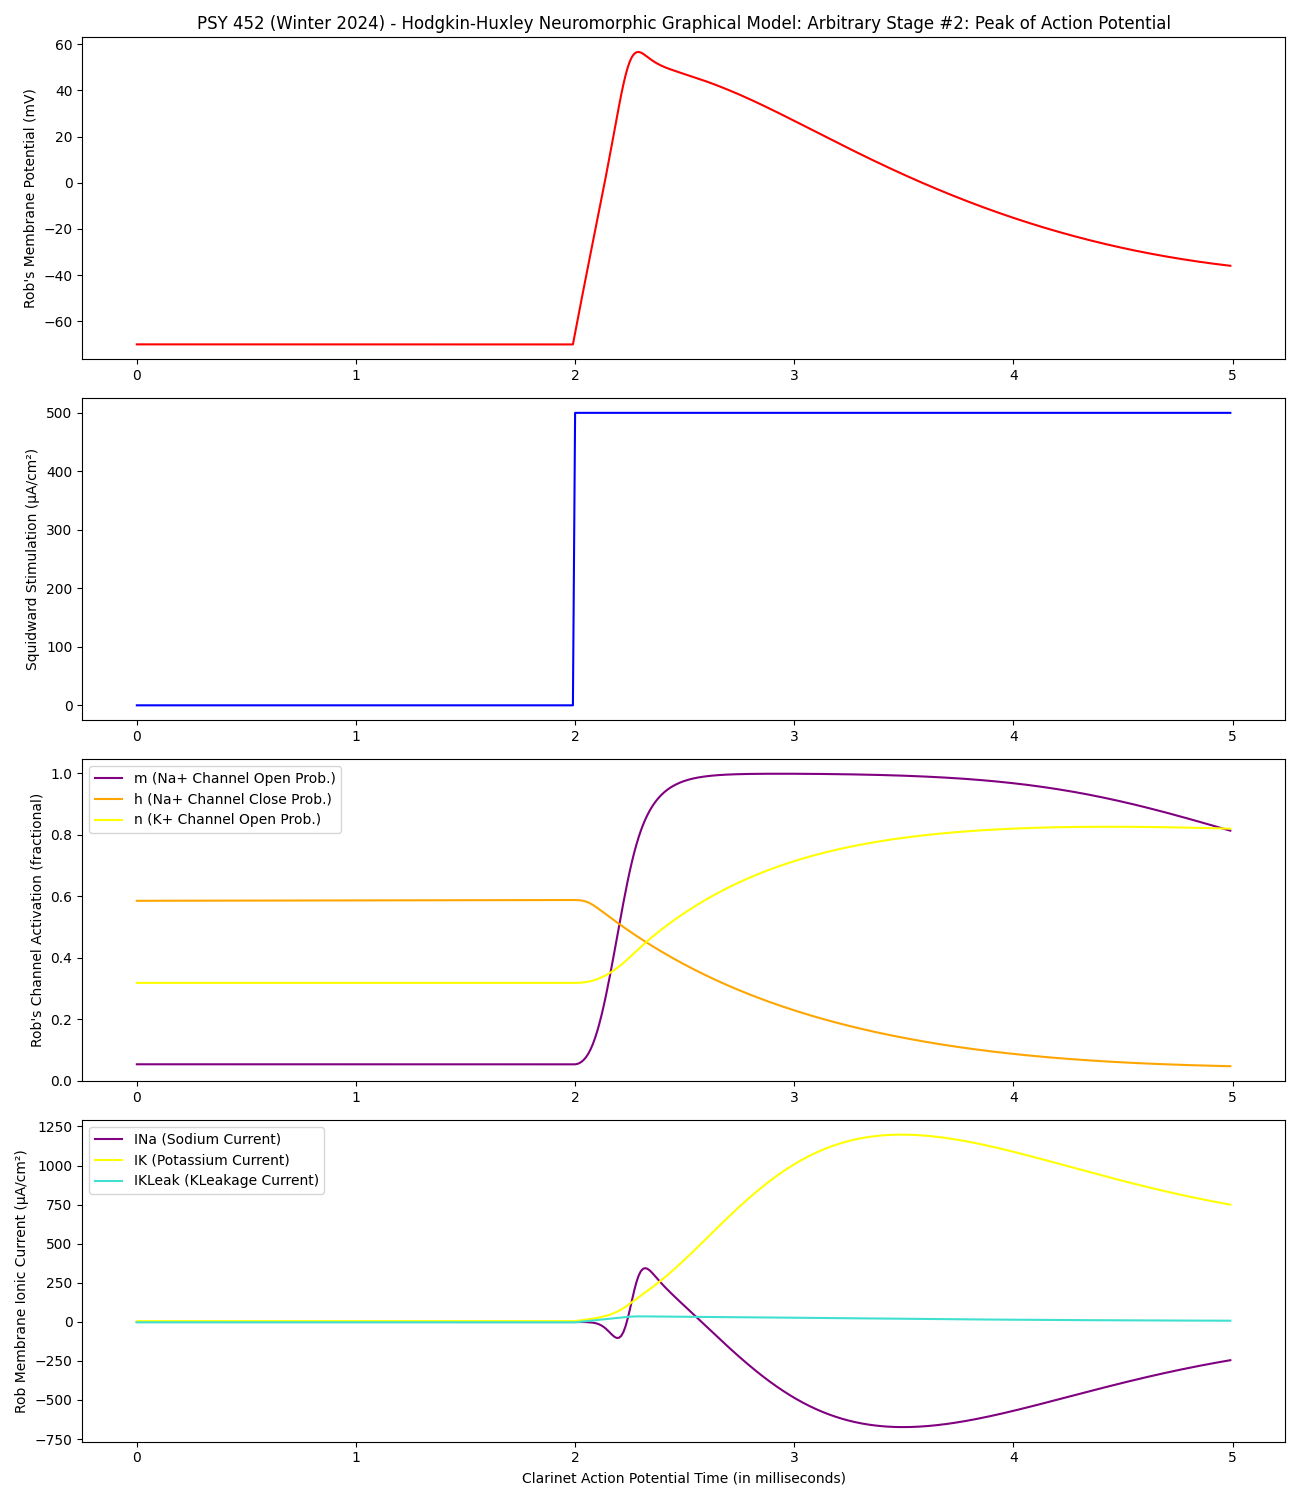 PSY 452 (Winter 2024) - Hodgkin-Huxley Neuromorphic Graphical Model: Arbitrary Stage #2: Peak of Action Potential
Rob's Membrane Potential (mV)
60
40
20
0
−20
−40
−60
0 1 2 3 4 5
Squidward Stimulation (µA/cm²)
500
400
300
200
100
0
0 1 2 3 4 5
Rob's Channel Activation (fractional)
1.0
0.8
0.6
0.4
0.2
0.0
m (Na+ Channel Open Prob.)
h (Na+ Channel Close Prob.)
n (K+ Channel Open Prob.)
0 1 2 3 4 5
Rob Membrane Ionic Current (µA/cm²)
1250
1000
750
500
250
0
−250
−500
−750
INa (Sodium Current)
IK (Potassium Current)
IKLeak (KLeakage Current)
0 1 2 3 4 5
Clarinet Action Potential Time (in milliseconds)